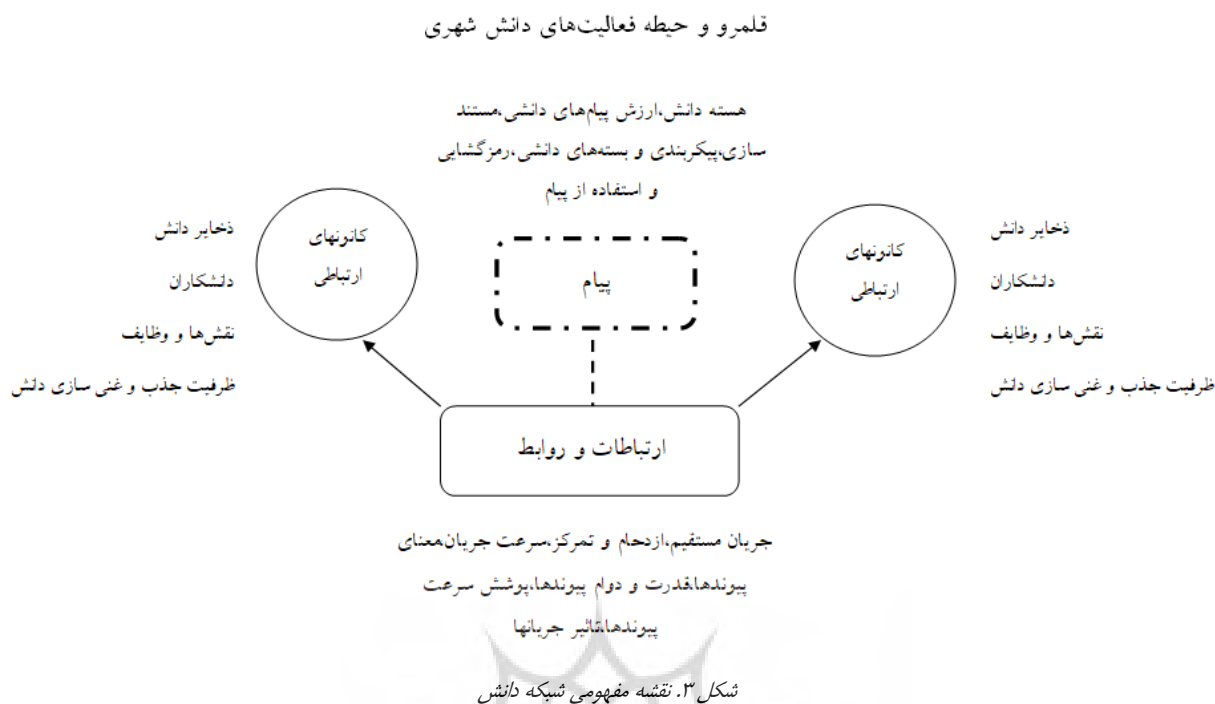 قلمرو و حیطه فعالیت‌های دانش شهری
هسته دانش،ارزش پیام‌های دانشی،مستند
سازی،پیکربندی و بسته‌های دانشی،رمزگشایی
و استفاده از پیام
کانونهای
ارتباطی
ذخایر دانش
دانشکاران
نقش‌ها و وظایف
ظرفیت جذب و غنی سازی دانش
پیام
کانونهای
ارتباطی
ذخایر دانش
دانشکاران
نقش‌ها و وظایف
ظرفیت جذب و غنی سازی دانش
ارتباطات و روابط
جریان مستقیم،ازدحام و تمرکز،سرعت جریان،معنای
پیوندها،قدرت و دوام پیوندها،پوشش سرعت
پیوندها،تاثیر جریانها
شکل ۳. نقشه مفهومی شبکه دانش